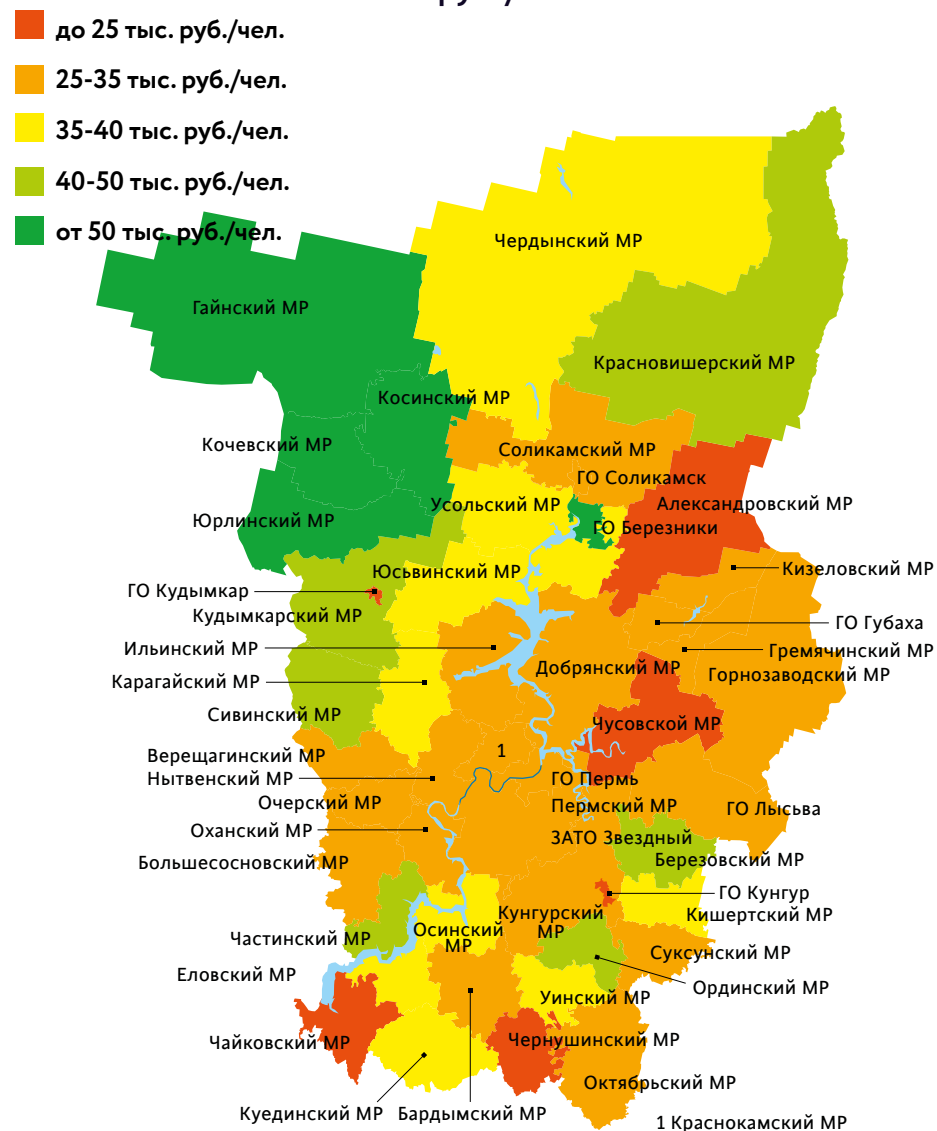 до 25 тыс. руб./чел.
25-35 тыс. руб./чел.
35-40 тыс. руб./чел.
40-50 тыс. руб./чел.
от 50 тыс. руб./чел.
Чердынский МР
Гайнский МР
Красновишерский МР
Косинский МР
Кочевский МР
Соликамский МР
ГО Соликамск
Усольский МР
Александровский МР
Юрлинский МР
ГО Березники
Юсьвинский МР
Кизеловский МР
ГО Кудымкар
Кудымкарский МР
ГО Губаха
Ильинский МР
Гремячинский МР
Добрянский МР
Горнозаводский МР
Карагайский МР
Сивинский МР
Чусовской МР
1
Верещагинский МР
Нытвенский МР
ГО Пермь
Очерский МР
Пермский МР
ГО Лысьва
Оханский МР
ЗАТО Звездный
Большесосновский МР
Березовский МР
ГО Кунгур
Кунгурский
МР
Кишертский МР
Осинский
МР
Частинский МР
Суксунский МР
Еловский МР
Ординский МР
Уинский МР
Чайковский МР
Чернушинский МР
Октябрьский МР
Куединский МР
Бардымский МР
1 Краснокамский МР